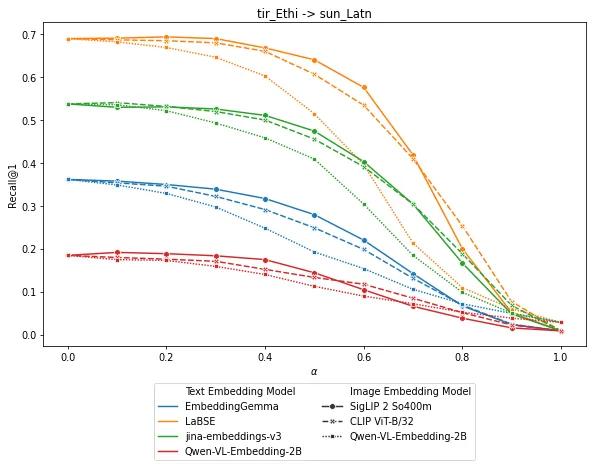 tir_Ethi -> sun_Latn
Recall@1
0.7
0.6
0.5
0.4
0.3
0.2
0.1
0.0
0.0 0.2 0.4 0.6 0.8 1.0
α
Text Embedding Model
EmbeddingGemma
LaBSE
jina-embeddings-v3
Qwen-VL-Embedding-2B
Image Embedding Model
SigLIP 2 So400m
CLIP ViT-B/32
Qwen-VL-Embedding-2B